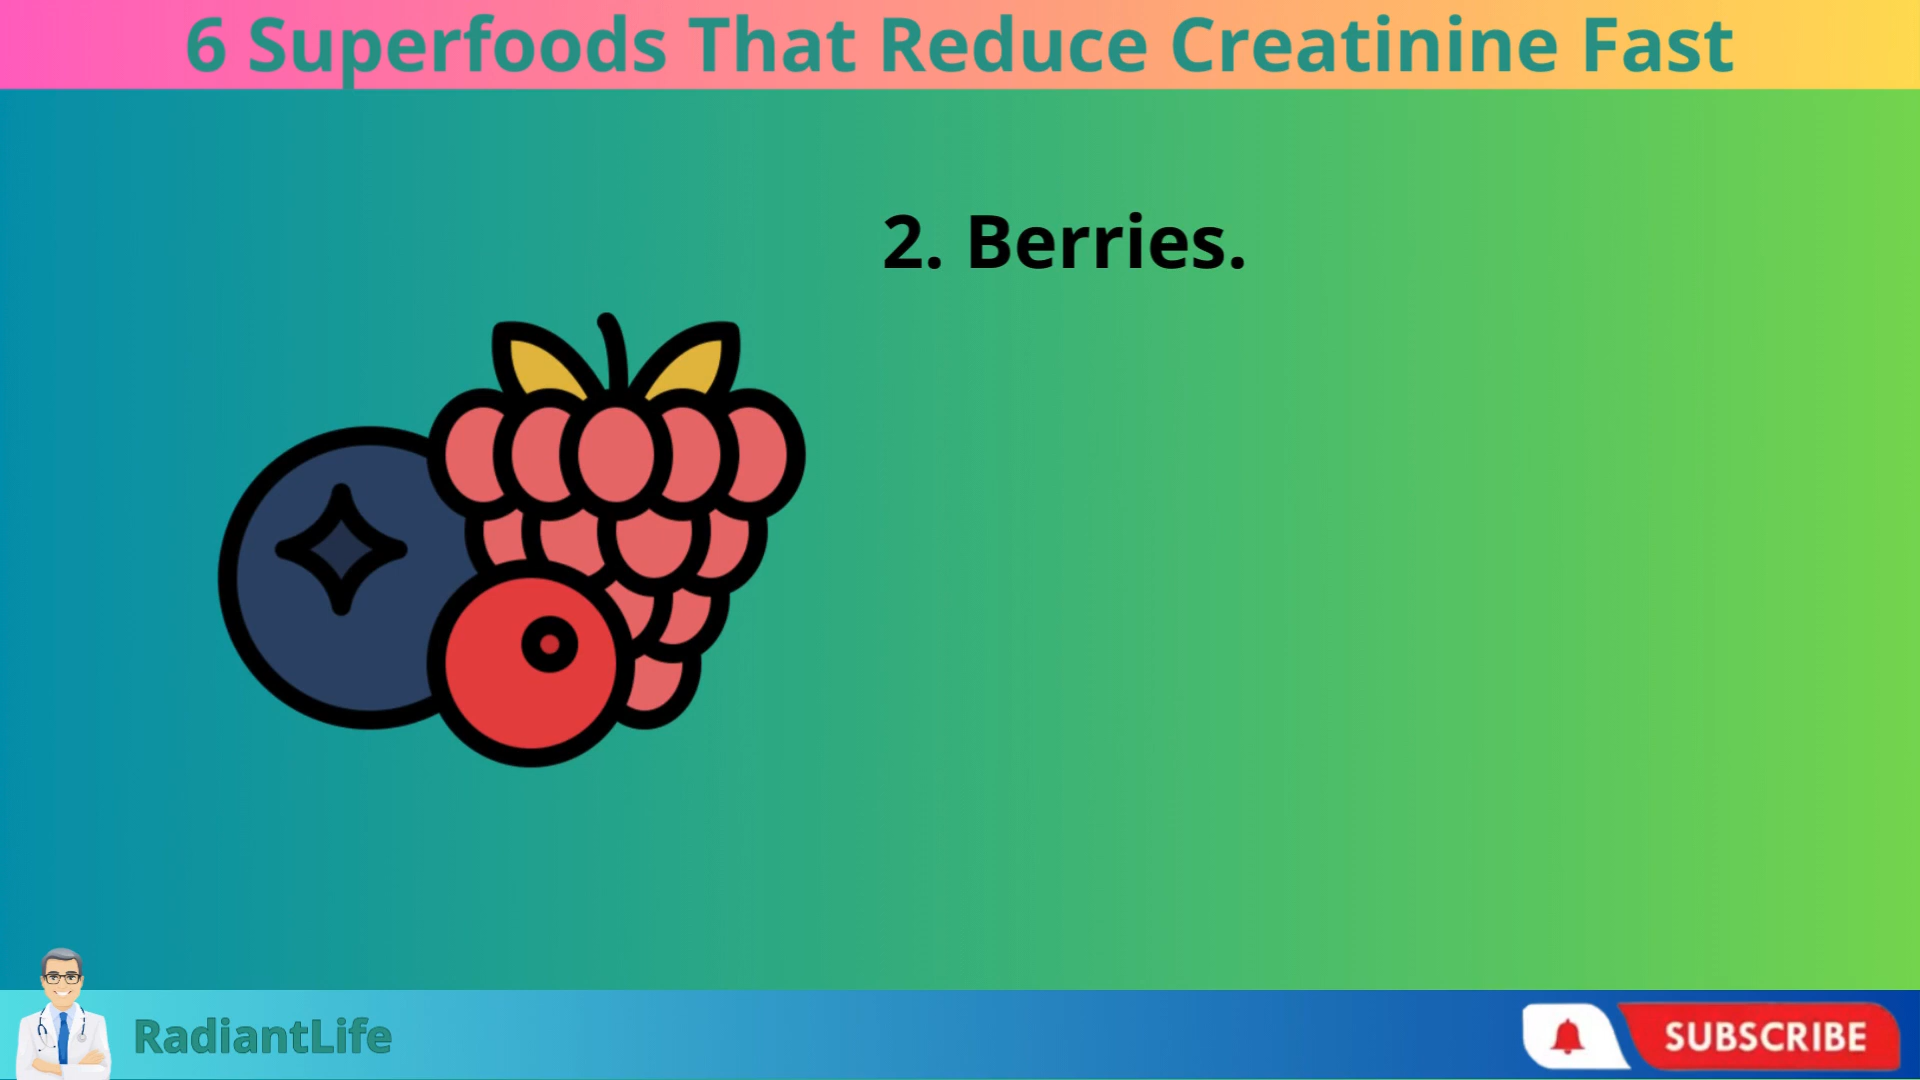 6 Superfoods That Reduce Creatinine Fast
2. Berries.
RadiantLife
SUBSCRIBE